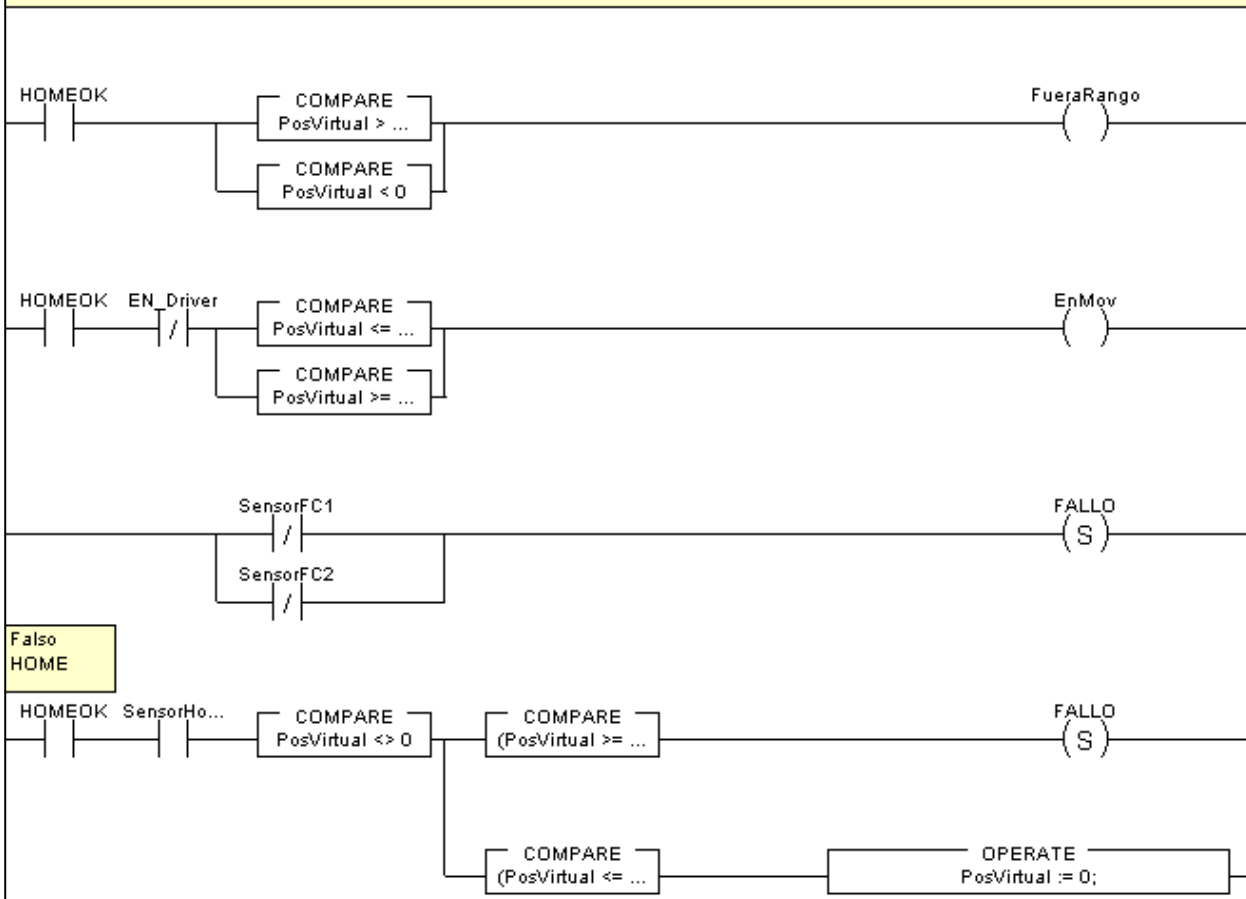 HOMEOK
COMPARE
PosVirtual > ...
FueraRango
( )
COMPARE
PosVirtual < 0
HOMEOK EN_Driver
/
COMPARE
PosVirtual <= ...
EnMov
( )
COMPARE
PosVirtual >= ...
SensorFC1
/
FALLO
(S)
SensorFC2
/
Falso
HOME
HOMEOK SensorHo...
COMPARE
PosVirtual <> 0
COMPARE
(PosVirtual >= ...
FALLO
(S)
COMPARE
(PosVirtual <= ...
OPERATE
PosVirtual := 0;